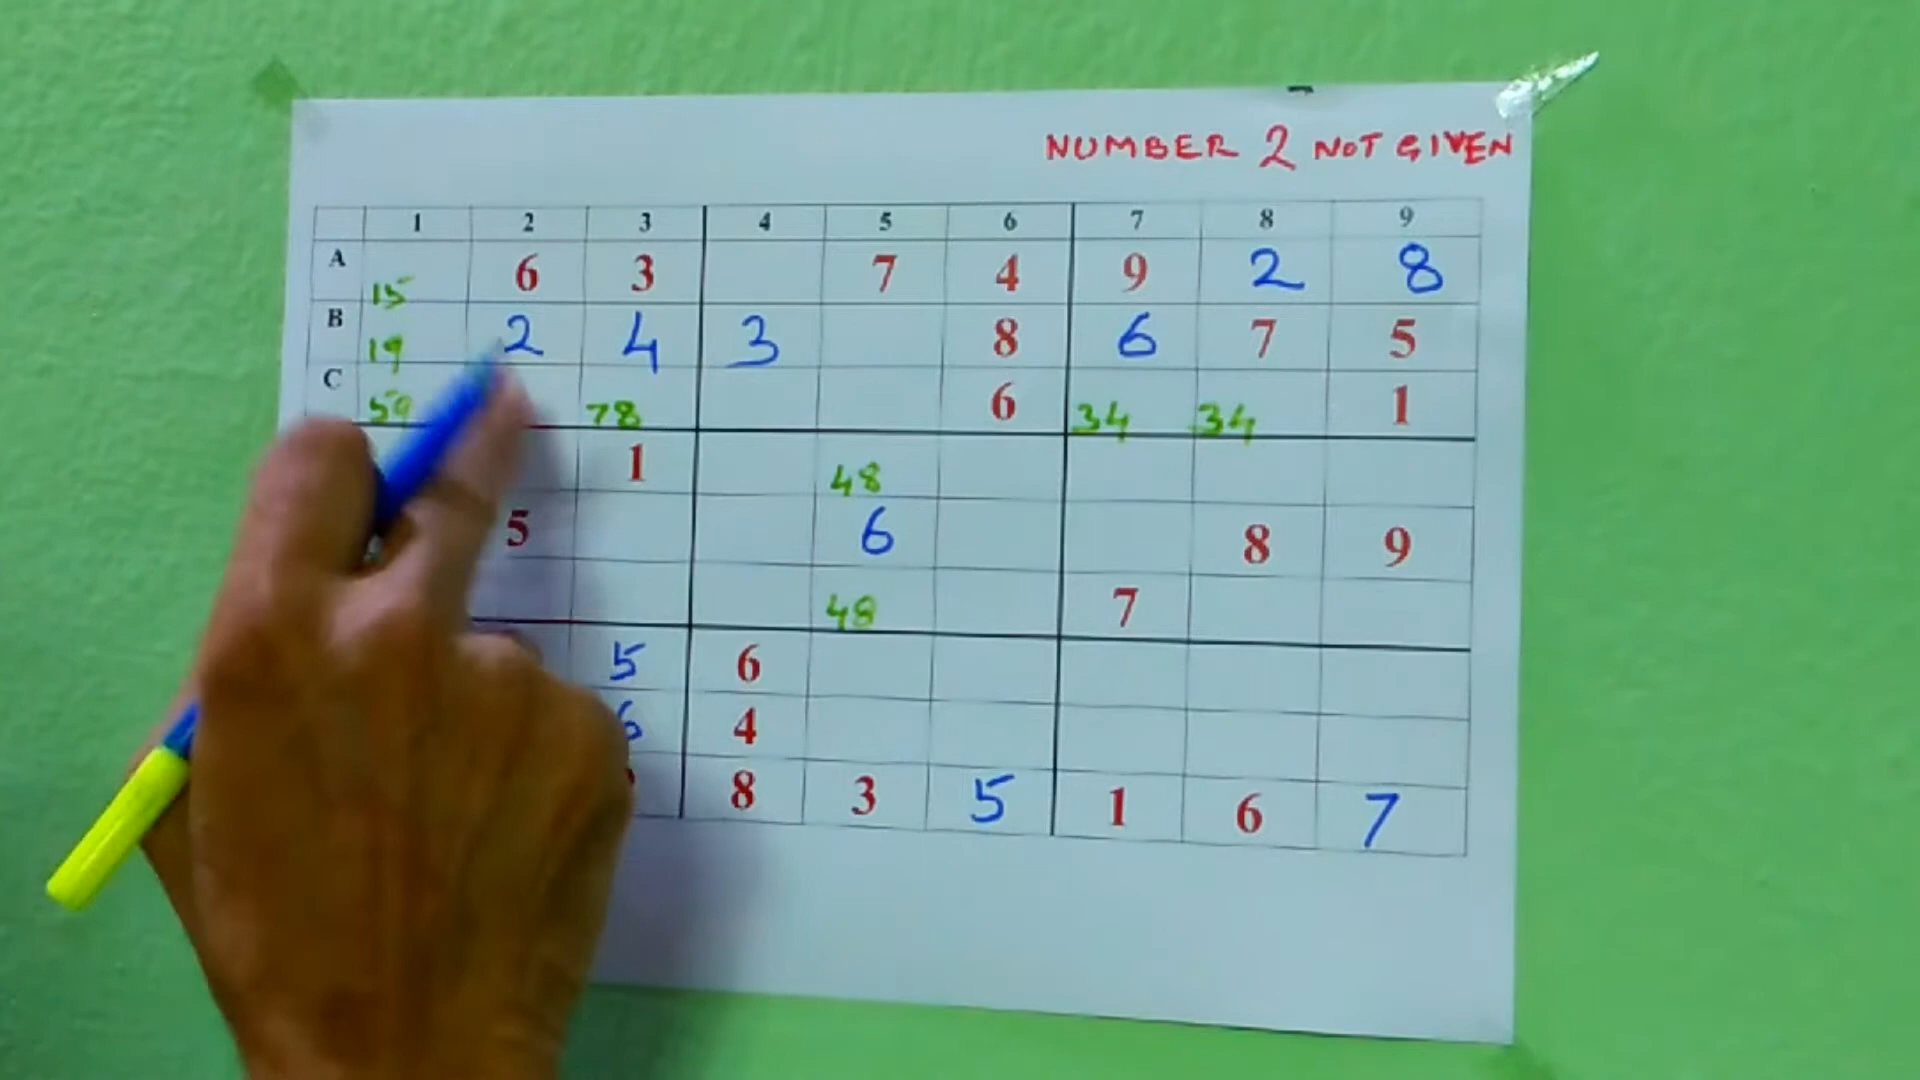 NUMBER 2 NOT GIVEN
1 2 3 4 5 6 7 8 9
A 15 6 3 7 4 9 2 8
B 19 2 4 3 8 6 7 5
C 59 78 6 34 34 1
1 48
5 6 8 9
48 7
5 6
6 4
8 3 5 1 6 7